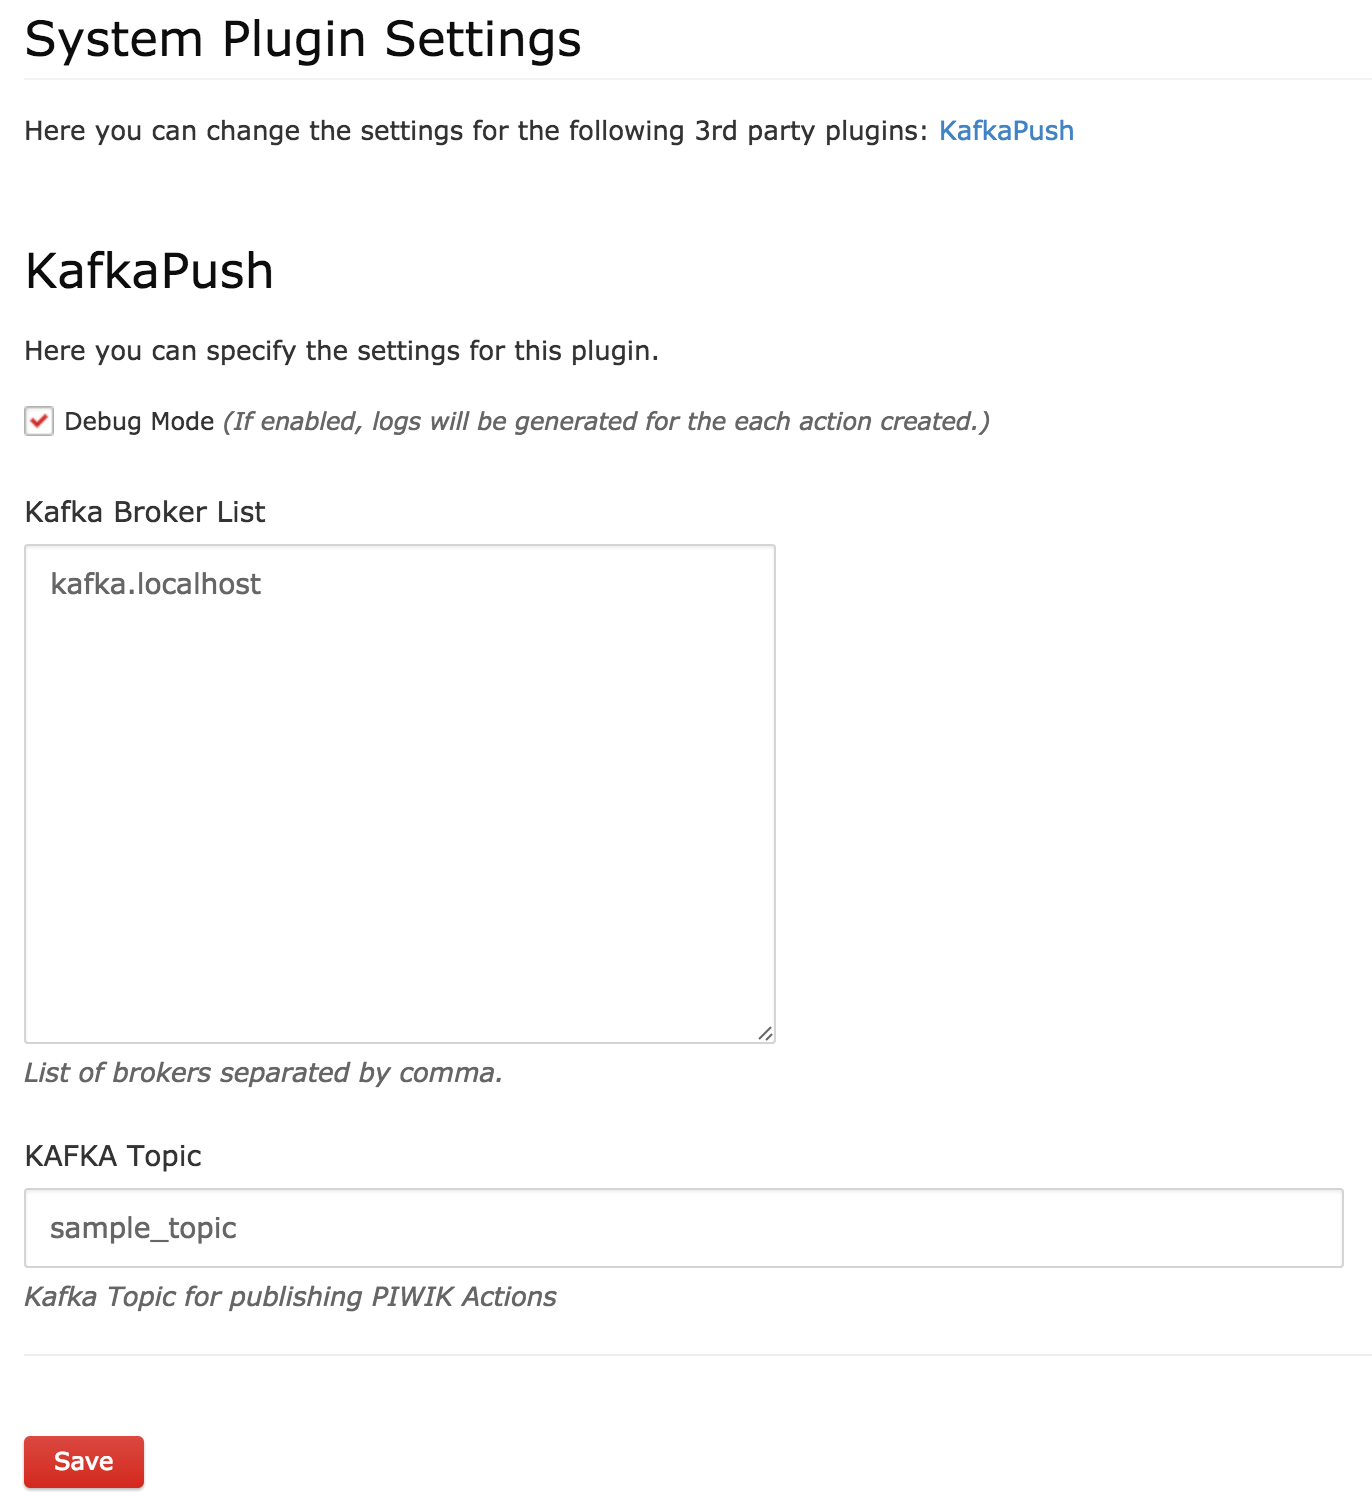 System Plugin Settings
Here you can change the settings for the following 3rd party plugins: KafkaPush
KafkaPush
Here you can specify the settings for this plugin.
Debug Mode (If enabled, logs will be generated for the each action created.)
Kafka Broker List
kafka.localhost
List of brokers separated by comma.
KAFKA Topic
sample_topic
Kafka Topic for publishing PIWIK Actions
Save